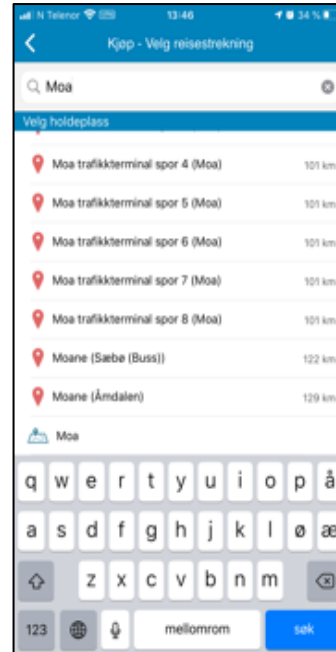 N Telenor 13:46 34 %
Kjøp - Velg reisestrekning
Moa
Velg holdeplass
Moa trafikkterminal spor 4 (Moa) 101 km
Moa trafikkterminal spor 5 (Moa) 101 km
Moa trafikkterminal spor 6 (Moa) 101 km
Moa trafikkterminal spor 7 (Moa) 101 km
Moa trafikkterminal spor 8 (Moa) 101 km
Moane (Sæbø (Buss)) 122 km
Moane (Åmdalen) 129 km
Moa
q w e r t y u i o p å
a s d f g h j k l ø æ
z x c v b n m
123 mellomrom søk